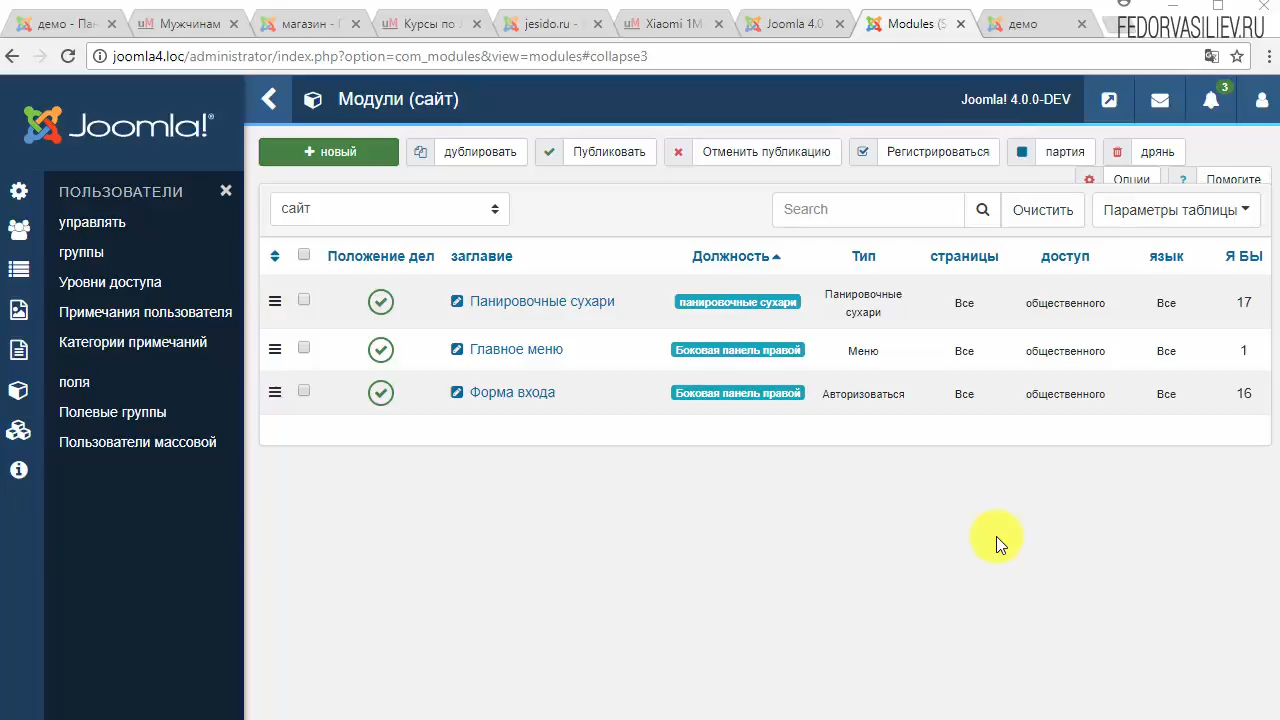 демо - Па
Мужчинам
магазин - Г
Курсы по
jesido.ru -
Xiaomi 1M
Joomla 4.0
Modules (S
демо
FEDORVASILIEV.RU
joomla4.loc/administrator/index.php?option=com_modules&view=modules#collapse3
Joomla!
Модули (сайт)
Joomla! 4.0.0-DEV
3
новый
дублировать
Публиковать
Отменить публикацию
Регистрироваться
партия
дрянь
Опции
Помогите
ПОЛЬЗОВАТЕЛИ
управлять
группы
Уровни доступа
Примечания пользователя
Категории примечаний
поля
Полевые группы
Пользователи массовой
сайт
Search
Очистить
Параметры таблицы
Положение дел заглавие Должность Тип страницы доступ язык Я БЫ
Панировочные сухари панировочные сухари Панировочные сухари Все общественного Все 17
Главное меню Боковая панель правой Меню Все общественного Все 1
Форма входа Боковая панель правой Авторизоваться Все общественного Все 16